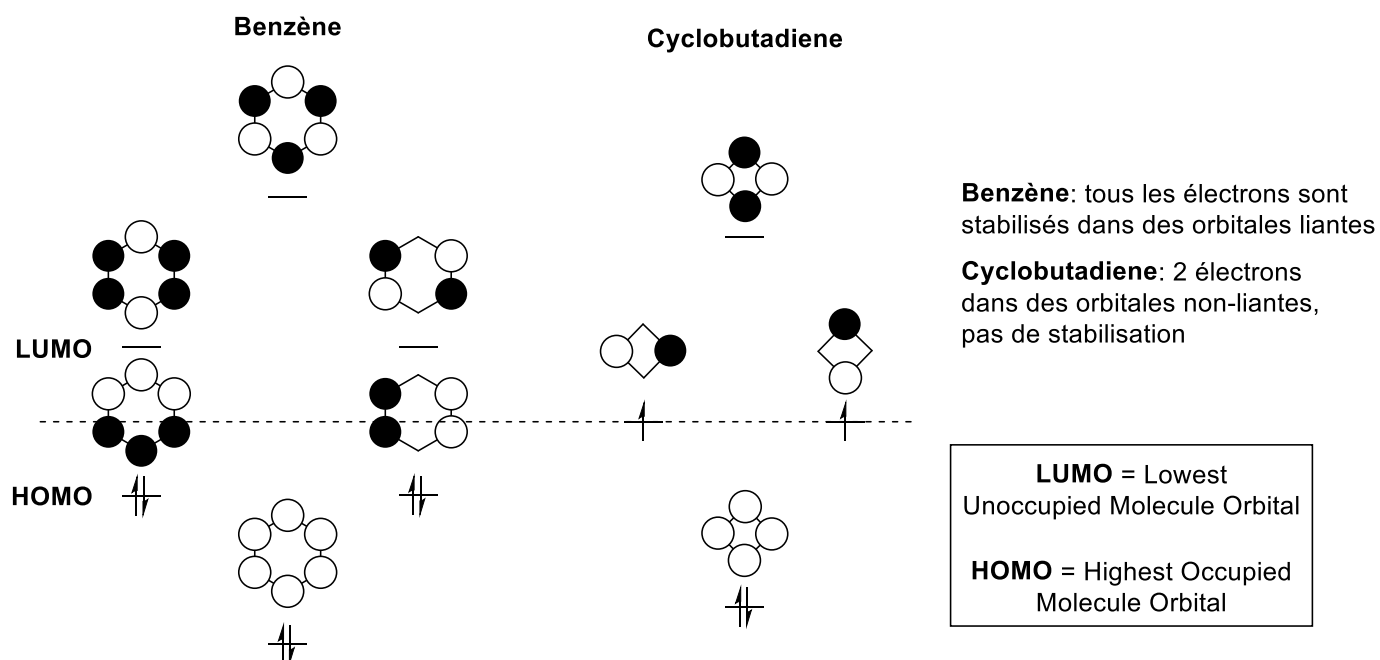 Benzène
Cyclobutadiene
Benzène: tous les électrons sont
stabilisés dans des orbitales liantes
Cyclobutadiene: 2 électrons
dans des orbitales non-liantes,
pas de stabilisation
LUMO
HOMO
LUMO = Lowest
Unoccupied Molecule Orbital
HOMO = Highest Occupied
Molecule Orbital